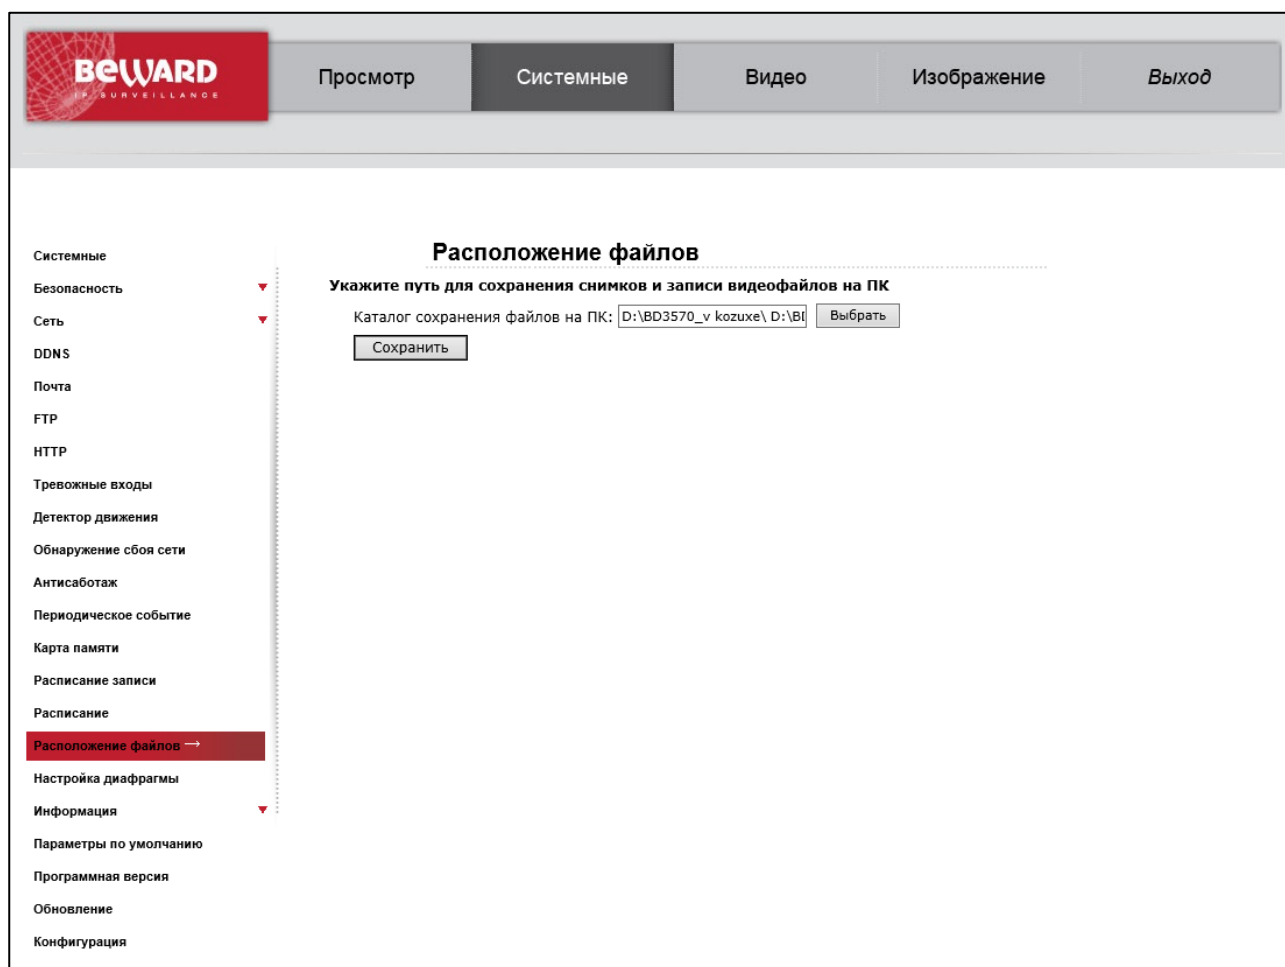 BEWARD
IP SURVEILLANCE
Просмотр
Системные
Видео
Изображение
Выход
Системные
Безопасность
Сеть
DDNS
Почта
FTP
HTTP
Тревожные входы
Детектор движения
Обнаружение сбоя сети
Антисаботаж
Периодическое событие
Карта памяти
Расписание записи
Расписание
Расположение файлов →
Настройка диафрагмы
Информация
Параметры по умолчанию
Программная версия
Обновление
Конфигурация
Расположение файлов
Укажите путь для сохранения снимков и записи видеофайлов на ПК
Каталог сохранения файлов на ПК: D:\BD3570_v kozuxe\ D:\BI Выбрать
Сохранить